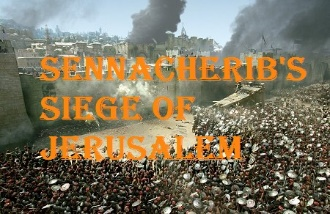 SENNACHERIB'S
SIEGE OF
JERUSALEM